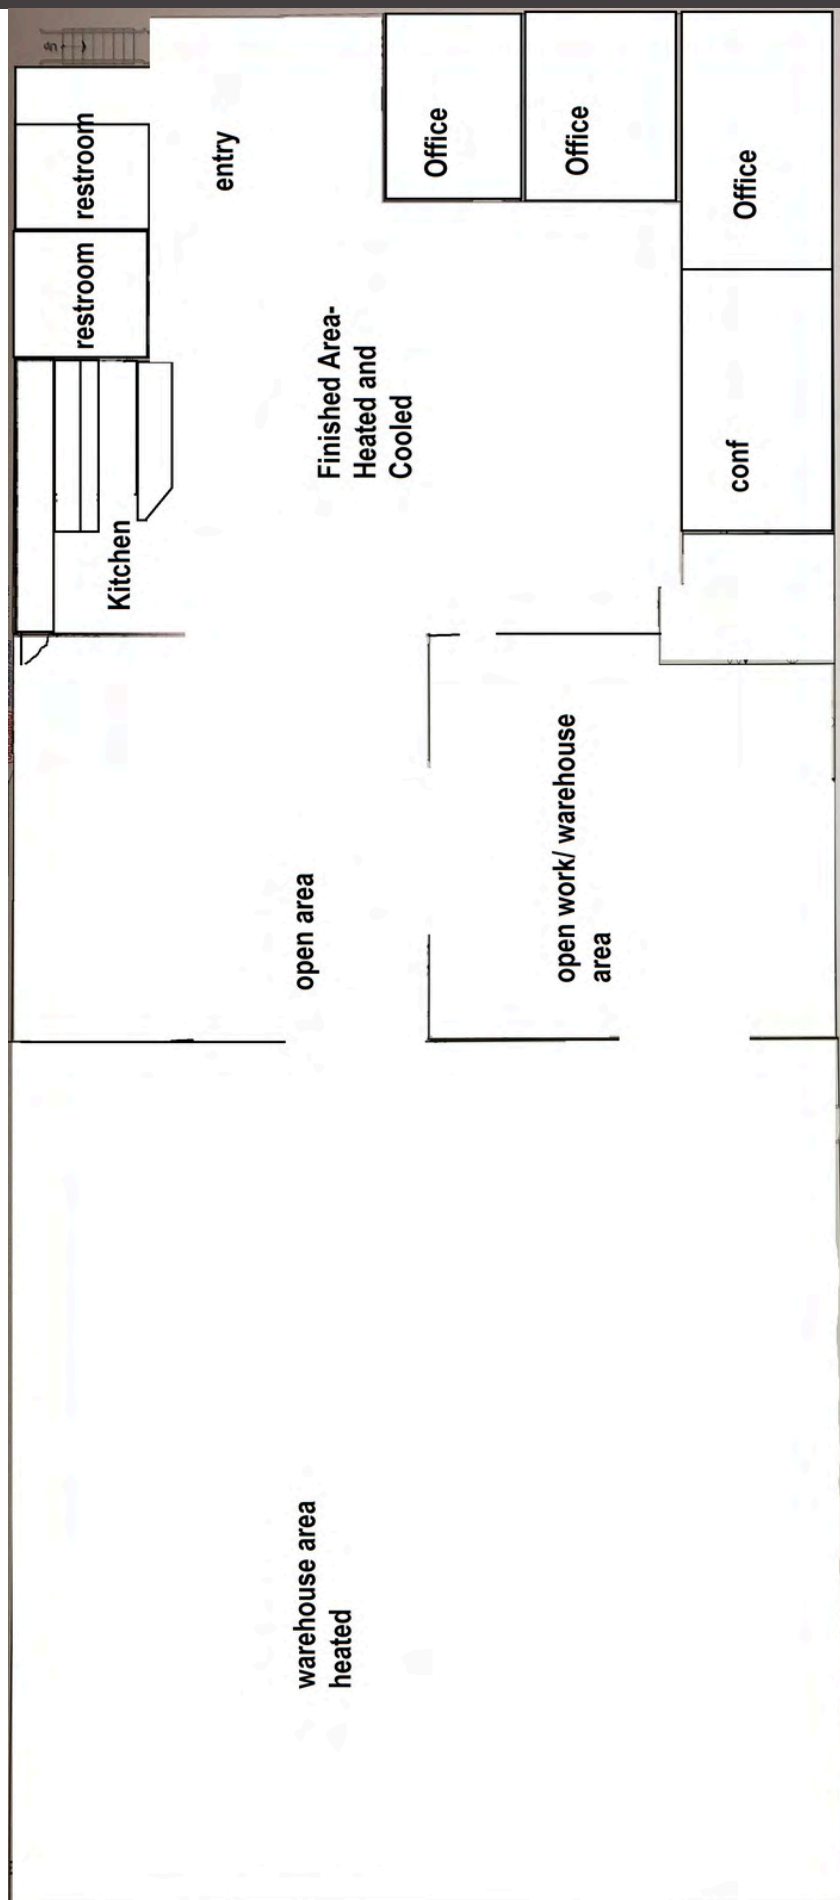 restroom
restroom
Kitchen
entry
Finished Area-
Heated and
Cooled
Office
Office
Office
conf
open area
open work/ warehouse
area
warehouse area
heated